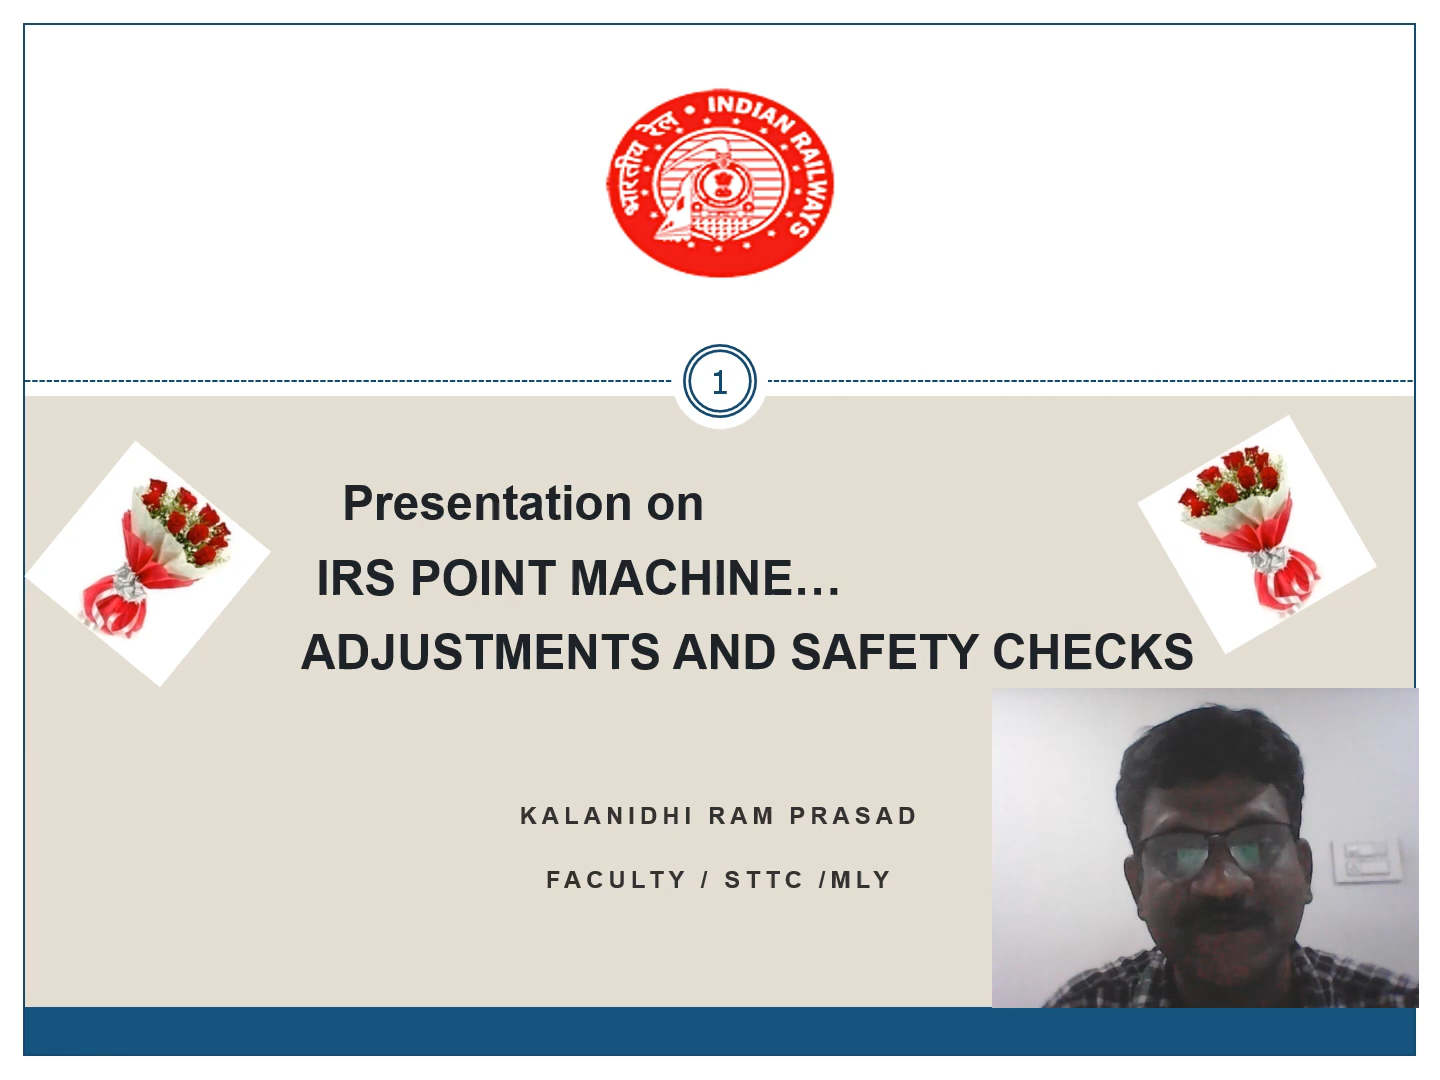 भारतीय रेल • INDIAN RAILWAYS
1
Presentation on
IRS POINT MACHINE…
ADJUSTMENTS AND SAFETY CHECKS
KALANIDHI RAM PRASAD
FACULTY / STTC /MLY